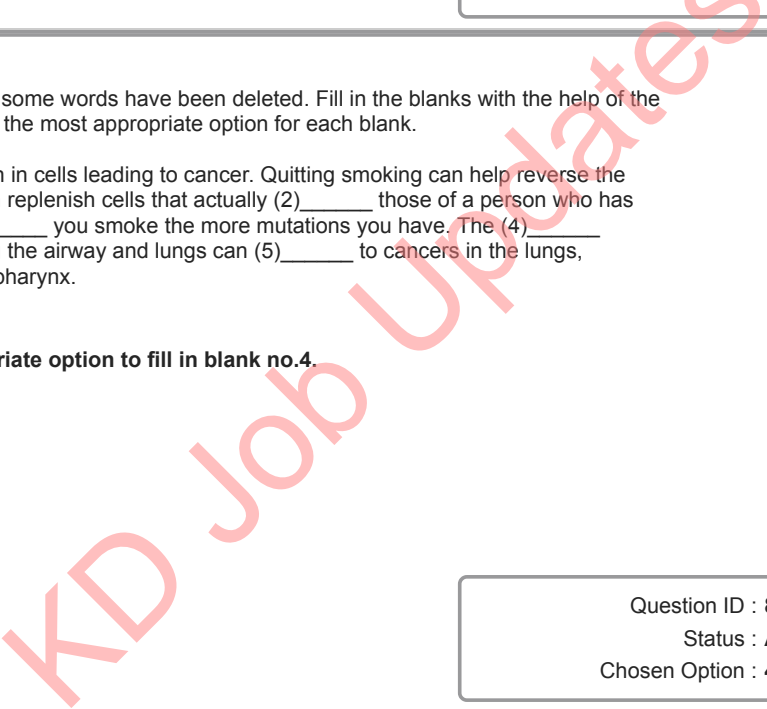 some words have been deleted. Fill in the blanks with the help of the
the most appropriate option for each blank.
in cells leading to cancer. Quitting smoking can help reverse the
replenish cells that actually (2)______ those of a person who has
____ you smoke the more mutations you have. The (4)______
the airway and lungs can (5)______ to cancers in the lungs,
option to fill in blank no.4.
KD Job Updates
Question ID :
Status :
Chosen Option :